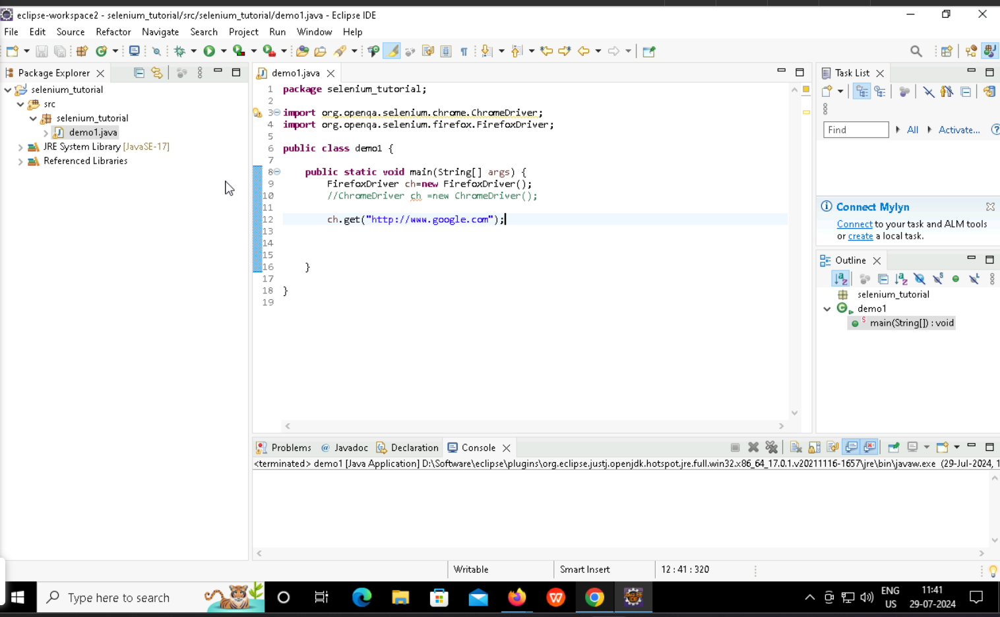 eclipse-workspace2 - selenium_tutorial/src/selenium_tutorial/demo1.java - Eclipse IDE
File Edit Source Refactor Navigate Search Project Run Window Help
Package Explorer
selenium_tutorial
src
selenium_tutorial
demo1.java
JRE System Library [JavaSE-17]
Referenced Libraries
demo1.java
1 package selenium_tutorial;
2
3 import org.openqa.selenium.chrome.ChromeDriver;
4 import org.openqa.selenium.firefox.FirefoxDriver;
5
6 public class demo1 {
7
8 public static void main(String[] args) {
9 FirefoxDriver ch=new FirefoxDriver();
10 //ChromeDriver ch =new ChromeDriver();
11
12 ch.get("http://www.google.com");
13
14
15
16 }
17
18 }
19
Task List
Find All Activate...
Connect Mylyn
Connect to your task and ALM tools
or create a local task.
Outline
selenium_tutorial
demo1
main(String[]) : void
Problems Javadoc Declaration Console
<terminated> demo1 [Java Application] D:\Software\eclipse\plugins\org.eclipse.justj.openjdk.hotspot.jre.full.win32.x86_64_17.0.1.v20211116-1657\jre\bin\javaw.exe (29-Jul-2024, 1
Writable Smart Insert 12 : 41 : 320
Type here to search
ENG
US
11:41
29-07-2024